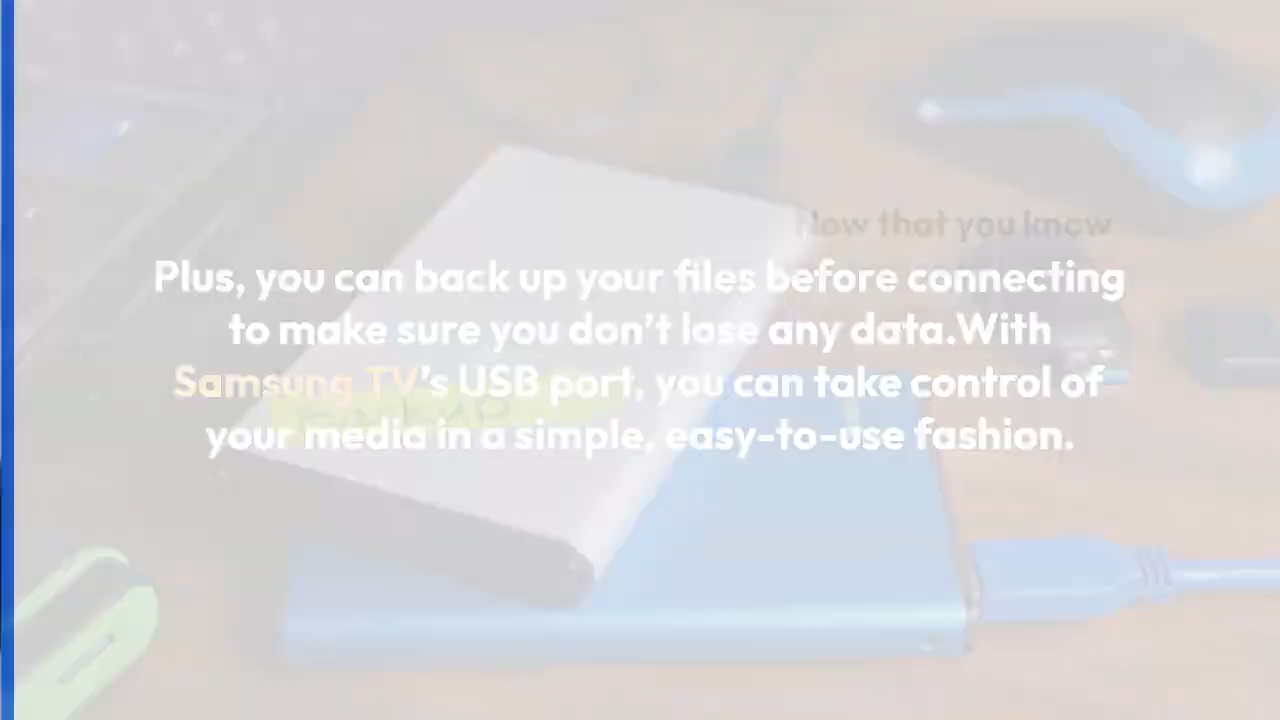 Now that you know
Plus, you can back up your files before connecting
to make sure you don't lose any data.With
Samsung TV's USB port, you can take control of
your media in a simple, easy-to-use fashion.
Backup